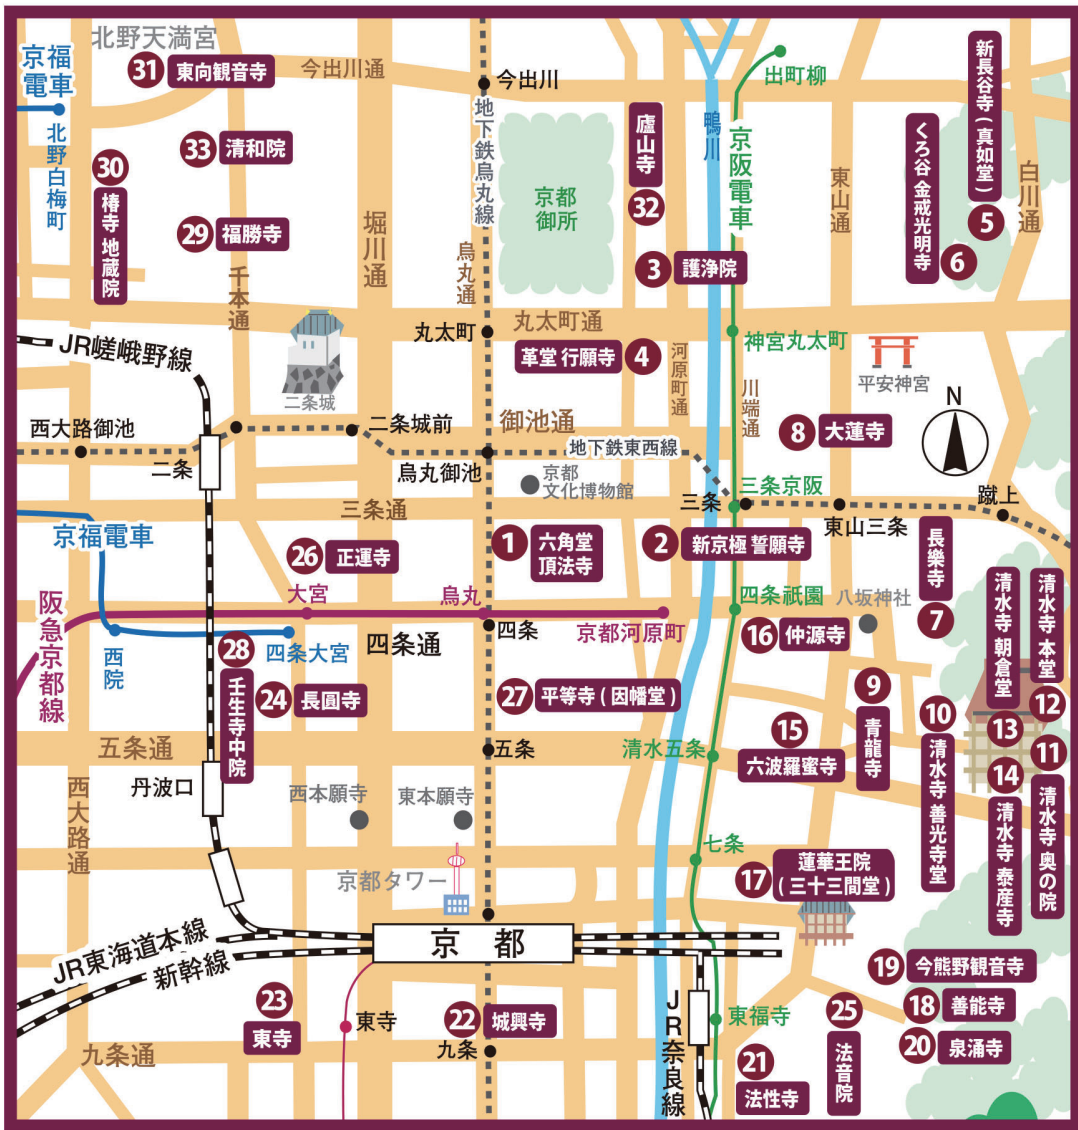 北野天満宮
京福
電車
31 東向観音寺
今出川通
今出川
出町柳
新長谷寺（真如堂）
5
地下鉄烏丸線
鴨川
京阪電車
廬山寺
32
くろ谷 金戒光明寺
6
白川通
東山通
北野白梅町
33 清和院
30
椿寺 地蔵院
京都
御所
堀川通
29 福勝寺
千本通
烏丸通
3 護浄院
丸太町
丸太町通
神宮丸太町
JR嵯峨野線
革堂 行願寺 4
河原町通
川端通
平安神宮
二条城
N
西大路御池
二条城前
御池通
8 大蓮寺
二条
烏丸御池
地下鉄東西線
京都
文化博物館
三条京阪
蹴上
三条通
三条
東山三条
京福電車
26 正運寺
1 六角堂
頂法寺
2 新京極 誓願寺
長樂寺
7
清水寺 朝倉堂
13
清水寺 本堂
12
阪急京都線
大宮
烏丸
四条祇園
八坂神社
京都河原町
四条
四条通
16 仲源寺
西院
四条大宮
28
壬生寺中院
24 長圓寺
27 平等寺（因幡堂）
9
青龍寺
10
清水寺 善光寺堂
15
六波羅蜜寺
11
清水寺 奥の院
14
清水寺 泰産寺
五条通
五条
清水五条
丹波口
西大路通
西本願寺
東本願寺
七条
京都タワー
17 蓮華王院
（三十三間堂）
京都
JR東海道本線
新幹線
19 今熊野観音寺
23
東寺
東寺
22 城興寺
JR奈良線
東福寺
25
法音院
18 善能寺
20 泉涌寺
九条通
九条
21
法性寺